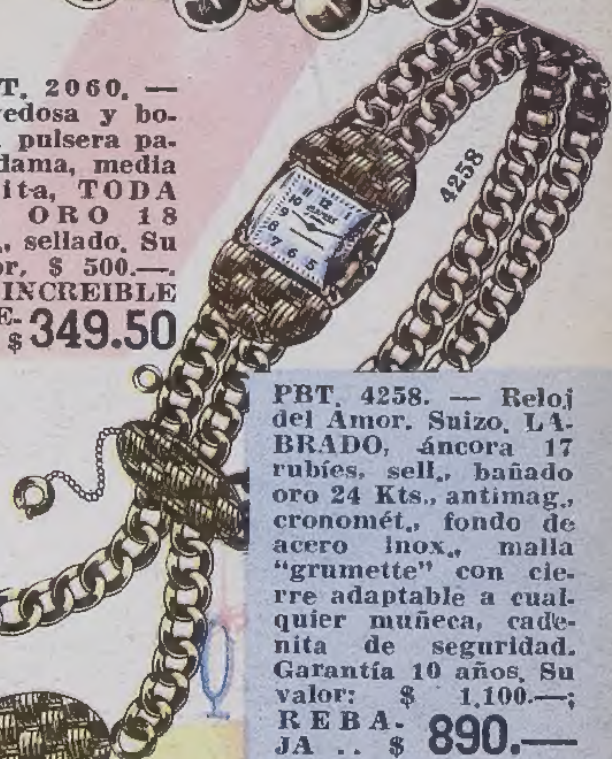 T. 2060. —
edosa y bo-
pulsera pa-
dama, media
ita, TODA
ORO 18
., sellado. Su
or, $ 500.—.
INCREIBLE
E- $ 349.50
4258
PBT. 4258. — Reloj
del Amor. Suizo. LA-
BRADO, áncora 17
rubíes, sell., bañado
oro 24 Kts., antimag.,
cronomét., fondo de
acero inox., malla
“grumette” con cie-
rre adaptable a cual-
quier muñeca, cade-
nita de seguridad.
Garantía 10 años. Su
valor: $ 1.100.—;
REBA-
JA .. $ 890.—